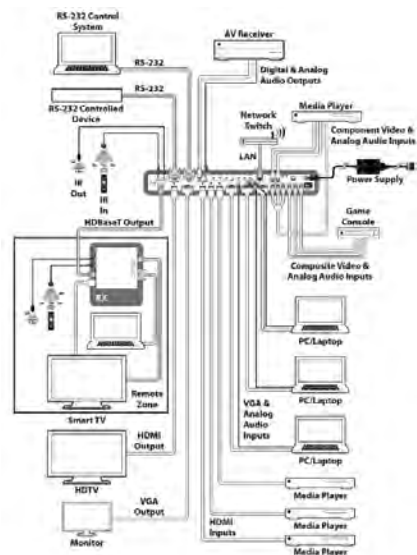 RS-232 Control
System
RS-232
RS-232
RS-232 Controlled
Device
IR
Out
IR
In
HDBaseT Output
AV Receiver
Digital & Analog
Audio Outputs
Network
Switch
LAN
Media Player
Component Video &
Analog Audio Inputs
Power Supply
Game
Console
Composite Video &
Analog Audio Inputs
RX
Remote
Zone
Smart TV
HDMI
Output
HDTV
VGA
Output
Monitor
PC/Laptop
PC/Laptop
PC/Laptop
VGA &
Analog
Audio
Inputs
HDMI
Inputs
Media Player
Media Player
Media Player